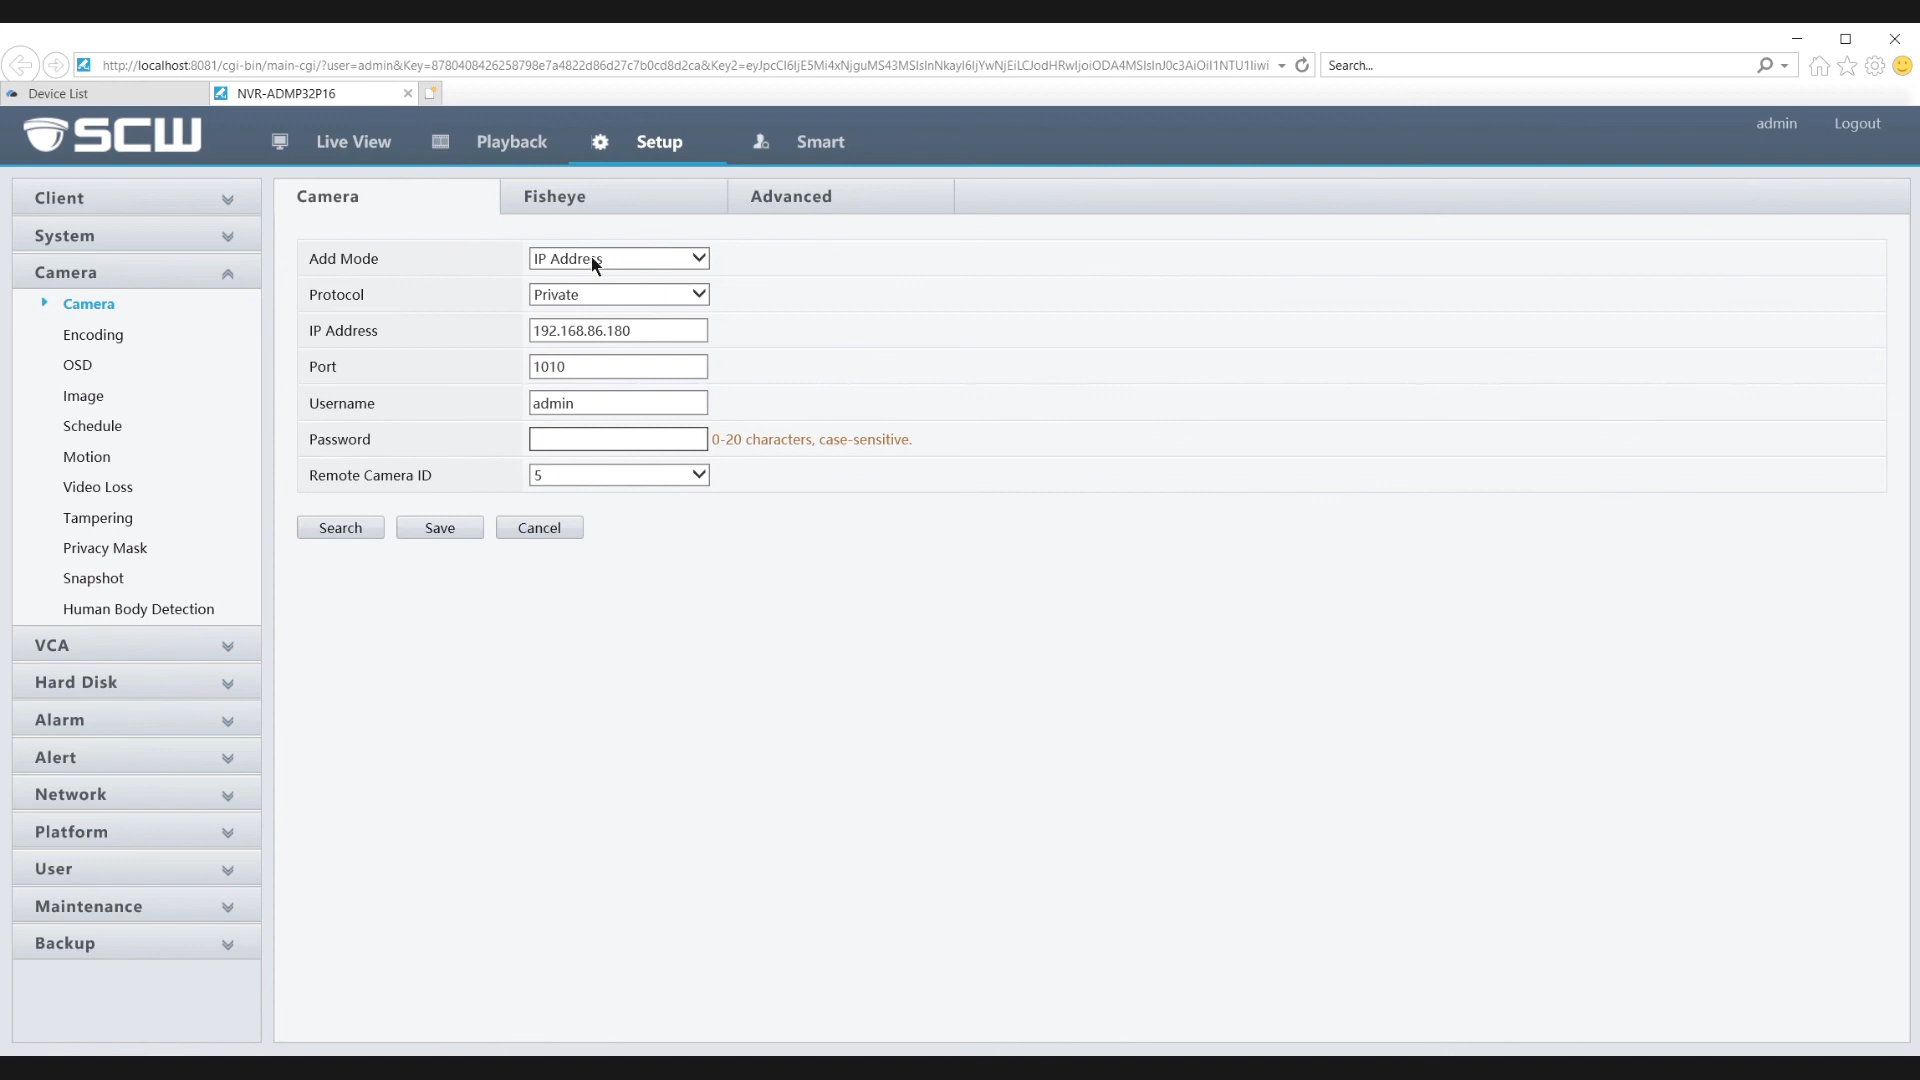 http://localhost:8081/cgi-bin/main-cgi/?user=admin&Key=8780408426258798e7a4822d86d27c7b0cd8d2ca&Key2=
Search...
Device List
NVR-ADMP32P16
SCW
Live View
Playback
Setup
Smart
admin
Logout
Client
System
Camera
Camera
Encoding
OSD
Image
Schedule
Motion
Video Loss
Tampering
Privacy Mask
Snapshot
Human Body Detection
VCA
Hard Disk
Alarm
Alert
Network
Platform
User
Maintenance
Backup
Camera
Fisheye
Advanced
Add Mode
IP Address
Protocol
Private
IP Address
192.168.86.180
Port
1010
Username
admin
Password
0-20 characters, case-sensitive.
Remote Camera ID
5
Search
Save
Cancel